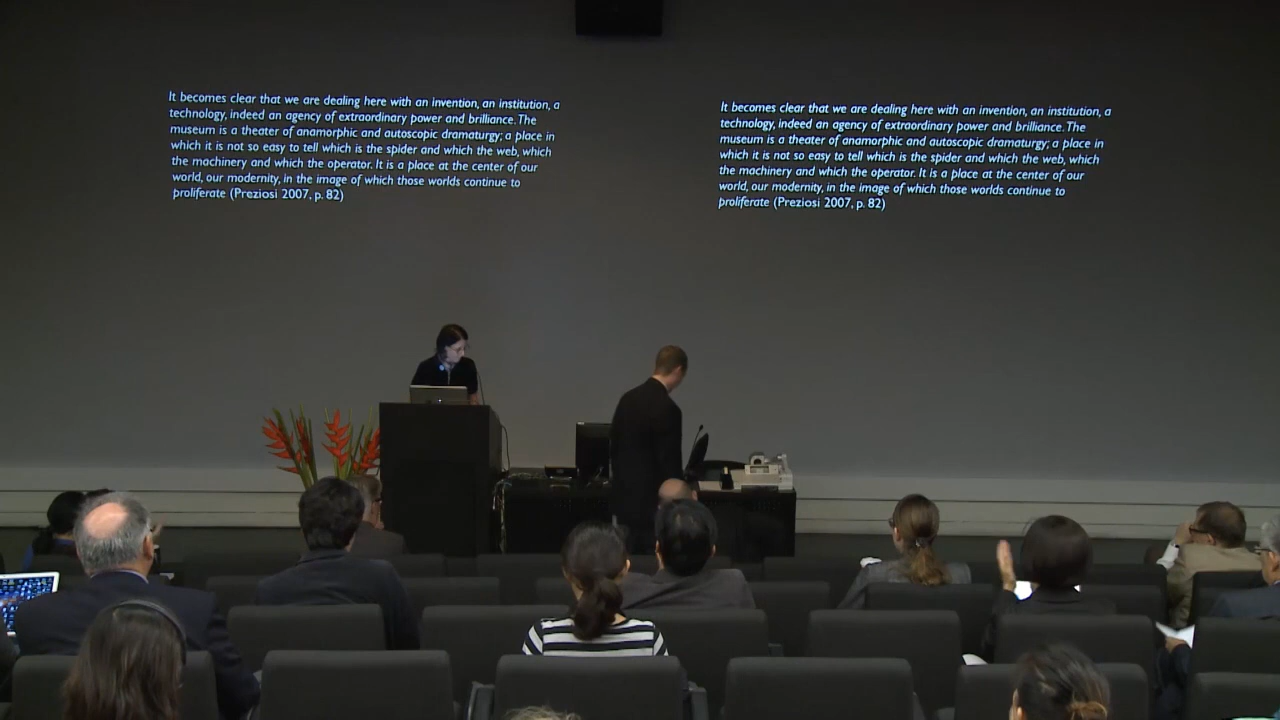 It becomes clear that we are dealing here with an invention, an institution, a
technology, indeed an agency of extraordinary power and brilliance. The
museum is a theater of anamorphic and autoscopic dramaturgy; a place in
which it is not so easy to tell which is the spider and which the web, which
the machinery and which the operator. It is a place at the center of our
world, our modernity, in the image of which those worlds continue to
proliferate (Preziosi 2007, p. 82)
It becomes clear that we are dealing here with an invention, an institution, a
technology, indeed an agency of extraordinary power and brilliance. The
museum is a theater of anamorphic and autoscopic dramaturgy; a place in
which it is not so easy to tell which is the spider and which the web, which
the machinery and which the operator. It is a place at the center of our
world, our modernity, in the image of which those worlds continue to
proliferate (Preziosi 2007, p. 82)